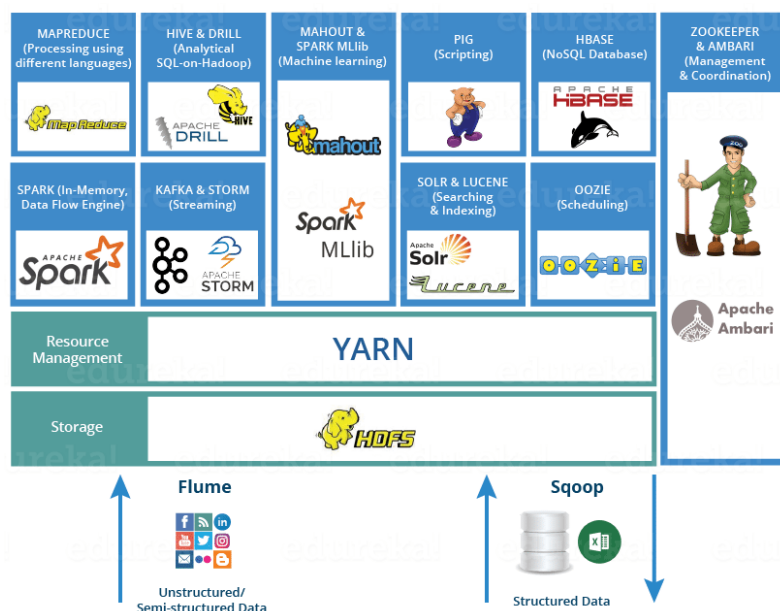 MAPREDUCE
(Processing using
different languages)
Map Reduce
HIVE & DRILL
(Analytical
SQL-on-Hadoop)
HIVE
APACHE
DRILL
MAHOUT &
SPARK MLlib
(Machine learning)
mahout
Spark
MLlib
PIG
(Scripting)
HBASE
(NoSQL Database)
APACHE
HBASE
ZOOKEEPER
& AMBARI
(Management
& Coordination)
Apache
Ambari
SPARK (In-Memory,
Data Flow Engine)
APACHE
Spark
KAFKA & STORM
(Streaming)
APACHE
STORM
SOLR & LUCENE
(Searching
& Indexing)
Apache
Solr
Lucene
OOZIE
(Scheduling)
OOZiE
Resource
Management
YARN
Storage
HDFS
Flume
Unstructured/
Semi-structured Data
Sqoop
Structured Data
edureka!